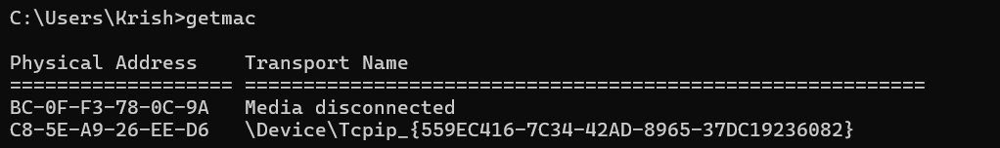 C:\Users\Krish>getmac
Physical Address    Transport Name
=================== ==========================================================
BC-0F-F3-78-0C-9A   Media disconnected
C8-5E-A9-26-EE-D6   \Device\Tcpip_{559EC416-7C34-42AD-8965-37DC19236082}